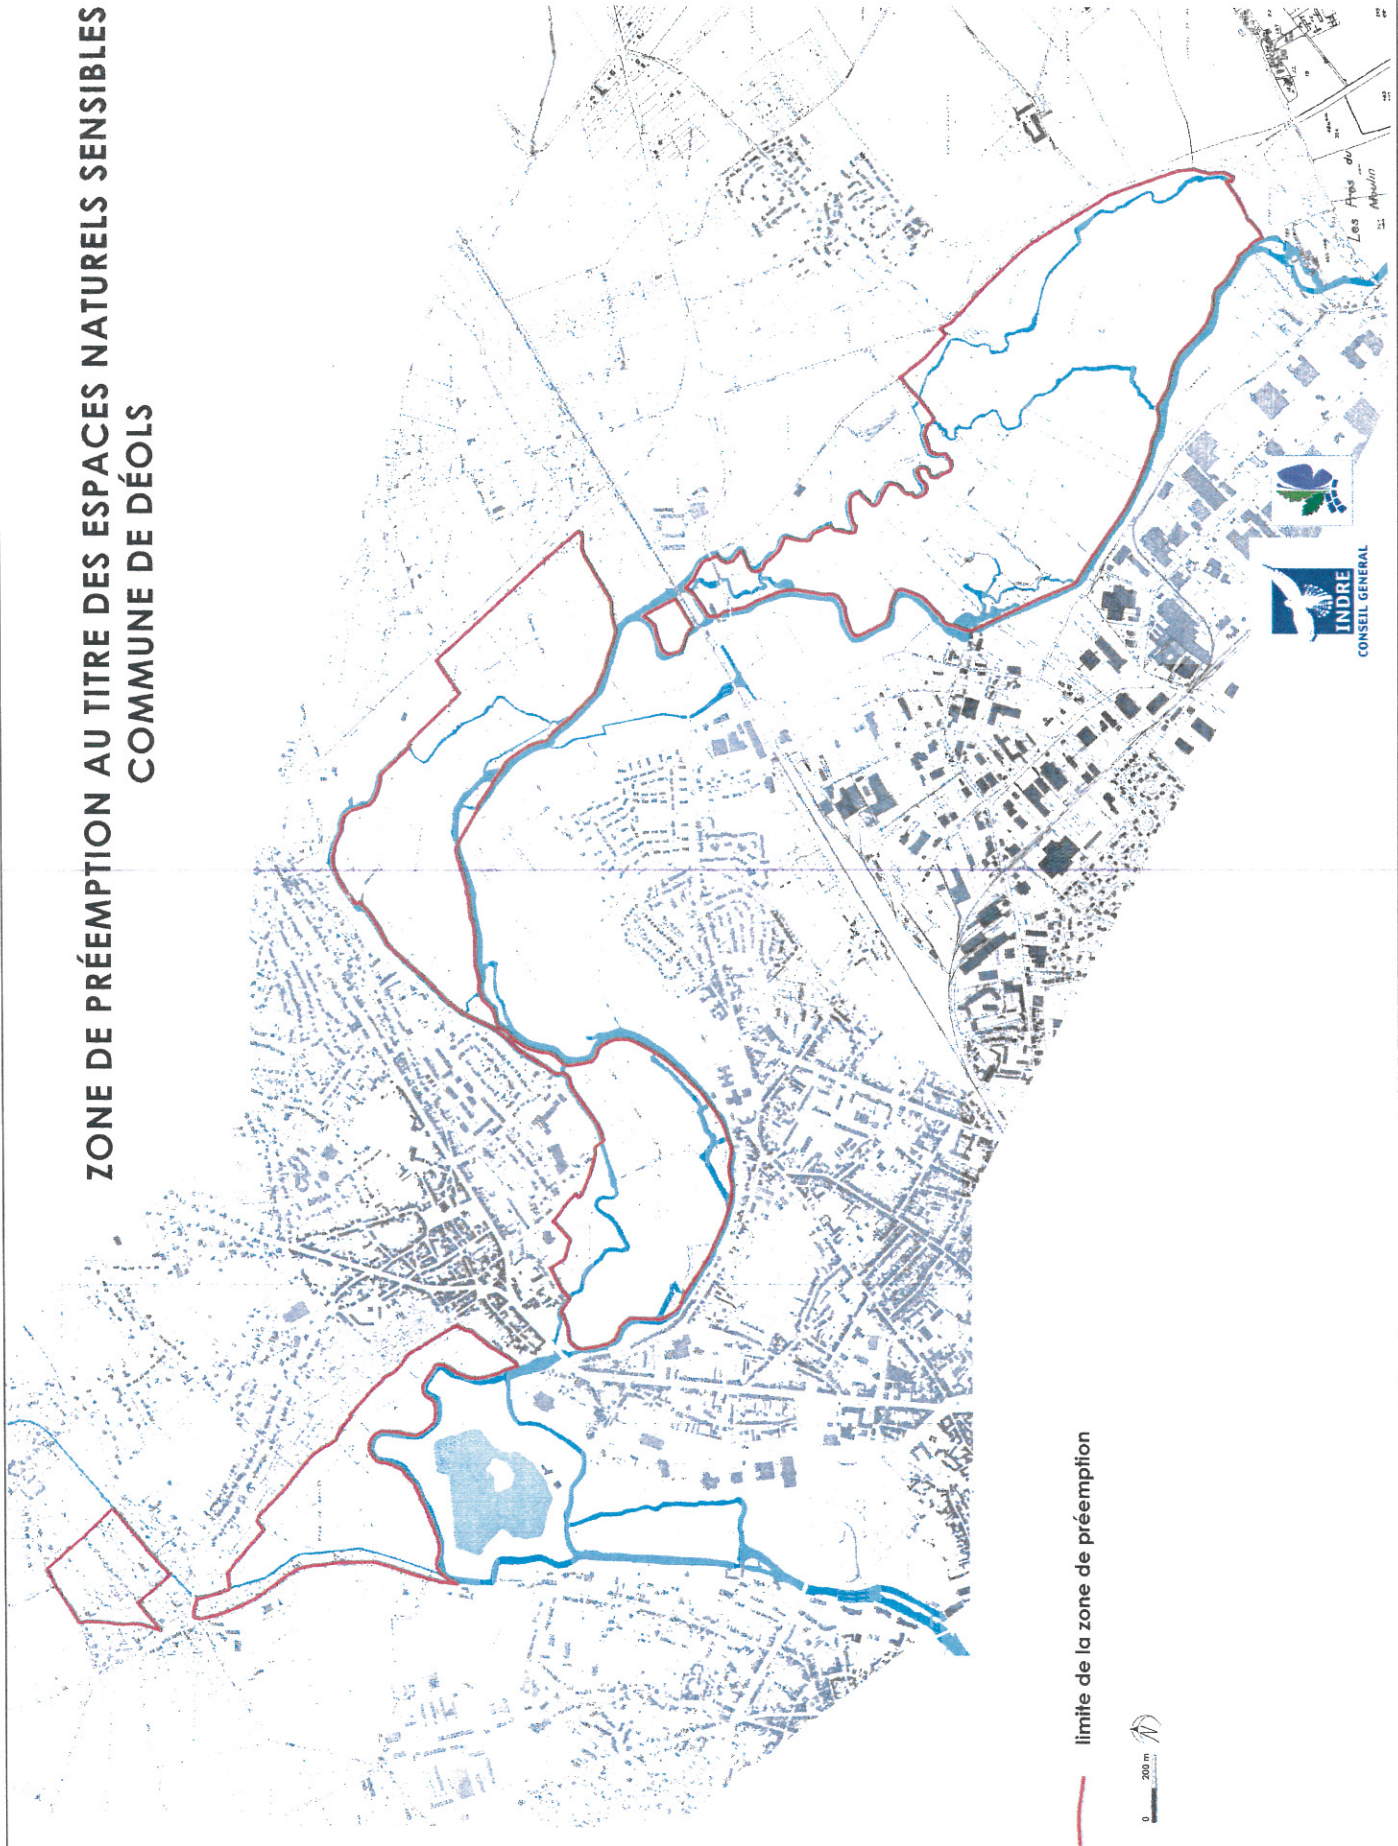 ZONE DE PRÉEMPTION AU TITRE DES ESPACES NATURELS SENSIBLES
COMMUNE DE DÉOLS
Les Prés du
Moulin
INDRE
CONSEIL GENERAL
limite de la zone de préemption
0 200 m
N